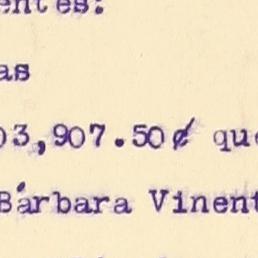 entes:
as
03,907.50¢ que
Bárbara Vinent